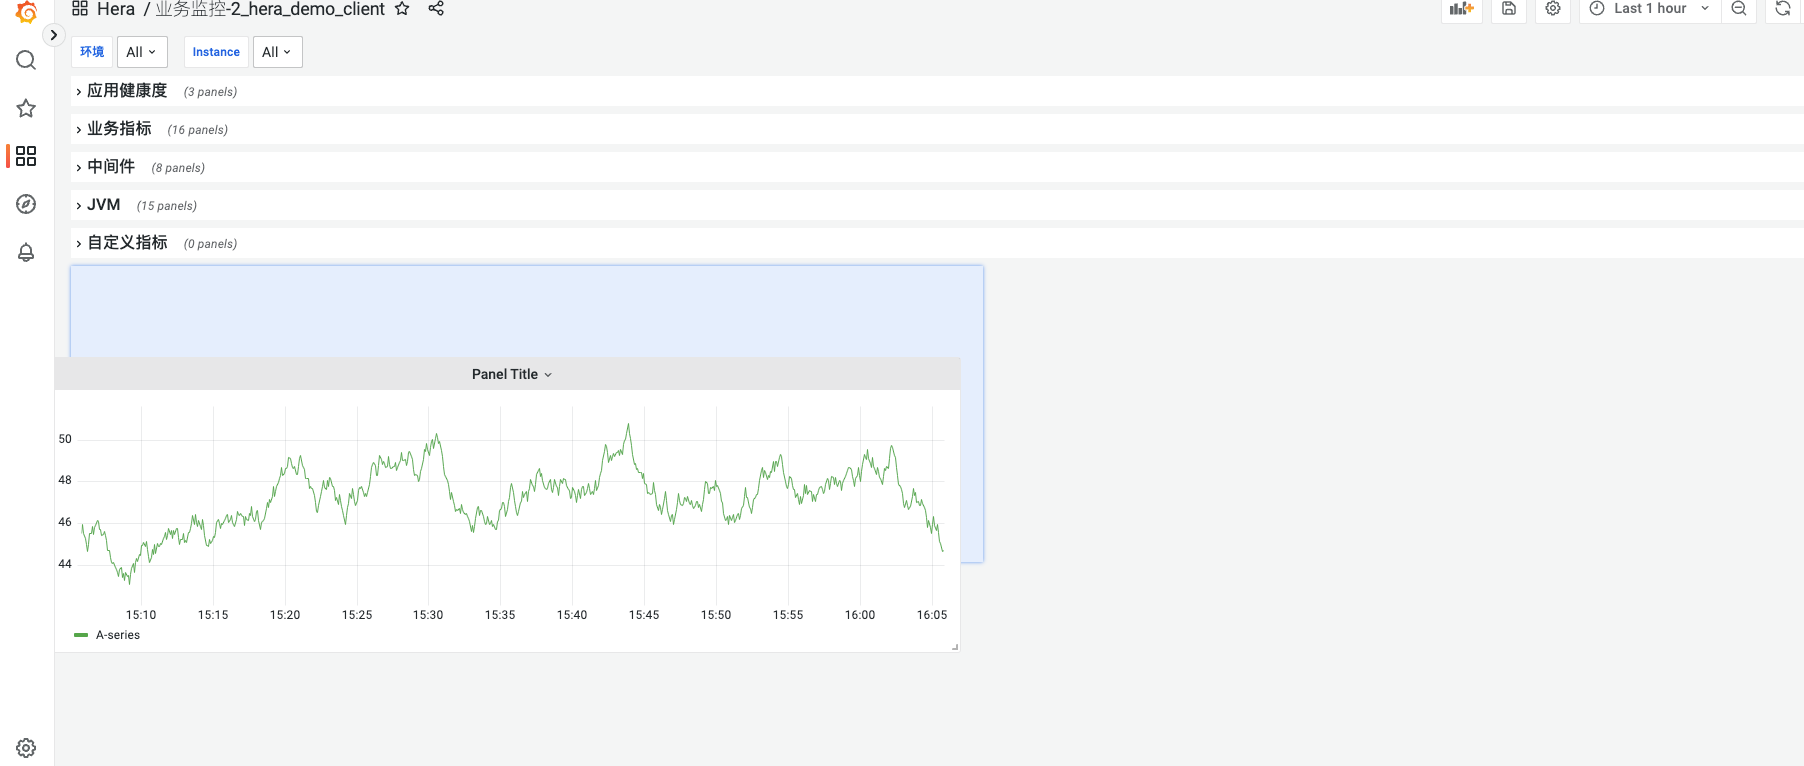 Hera / 业务监控-2_hera_demo_client
Last 1 hour
环境 All Instance All
应用健康度 (3 panels)
业务指标 (16 panels)
中间件 (8 panels)
JVM (15 panels)
自定义指标 (0 panels)
Panel Title
50
48
46
44
15:10 15:15 15:20 15:25 15:30 15:35 15:40 15:45 15:50 15:55 16:00 16:05
A-series